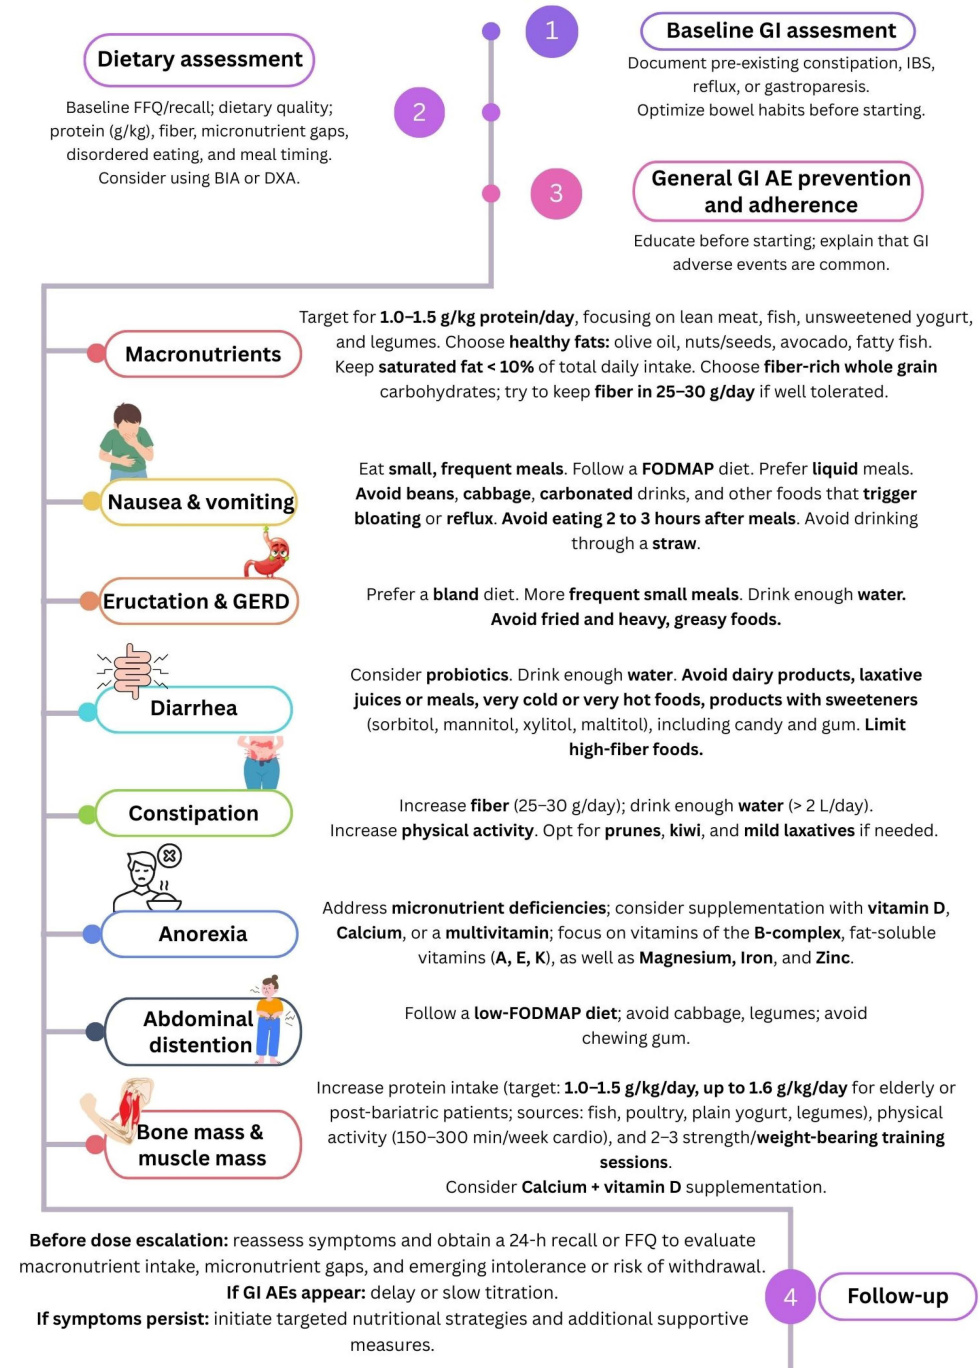 1
Baseline GI assesment
Document pre-existing constipation, IBS,
reflux, or gastroparesis.
Optimize bowel habits before starting.
Dietary assessment
2
Baseline FFQ/recall; dietary quality;
protein (g/kg), fiber, micronutrient gaps,
disordered eating, and meal timing.
Consider using BIA or DXA.
3
General GI AE prevention
and adherence
Educate before starting; explain that GI
adverse events are common.
Macronutrients
Target for 1.0–1.5 g/kg protein/day, focusing on lean meat, fish, unsweetened yogurt,
and legumes. Choose healthy fats: olive oil, nuts/seeds, avocado, fatty fish.
Keep saturated fat < 10% of total daily intake. Choose fiber-rich whole grain
carbohydrates; try to keep fiber in 25–30 g/day if well tolerated.
Nausea & vomiting
Eat small, frequent meals. Follow a FODMAP diet. Prefer liquid meals.
Avoid beans, cabbage, carbonated drinks, and other foods that trigger
bloating or reflux. Avoid eating 2 to 3 hours after meals. Avoid drinking
through a straw.
Eructation & GERD
Prefer a bland diet. More frequent small meals. Drink enough water.
Avoid fried and heavy, greasy foods.
Diarrhea
Consider probiotics. Drink enough water. Avoid dairy products, laxative
juices or meals, very cold or very hot foods, products with sweeteners
(sorbitol, mannitol, xylitol, maltitol), including candy and gum. Limit
high-fiber foods.
Constipation
Increase fiber (25–30 g/day); drink enough water (> 2 L/day).
Increase physical activity. Opt for prunes, kiwi, and mild laxatives if needed.
Anorexia
Address micronutrient deficiencies; consider supplementation with vitamin D,
Calcium, or a multivitamin; focus on vitamins of the B-complex, fat-soluble
vitamins (A, E, K), as well as Magnesium, Iron, and Zinc.
Abdominal
distention
Follow a low-FODMAP diet; avoid cabbage, legumes; avoid
chewing gum.
Bone mass &
muscle mass
Increase protein intake (target: 1.0–1.5 g/kg/day, up to 1.6 g/kg/day for elderly or
post-bariatric patients; sources: fish, poultry, plain yogurt, legumes), physical
activity (150–300 min/week cardio), and 2–3 strength/weight-bearing training
sessions.
Consider Calcium + vitamin D supplementation.
Before dose escalation: reassess symptoms and obtain a 24-h recall or FFQ to evaluate
macronutrient intake, micronutrient gaps, and emerging intolerance or risk of withdrawal.
If GI AEs appear: delay or slow titration.
If symptoms persist: initiate targeted nutritional strategies and additional supportive
measures.
4
Follow-up